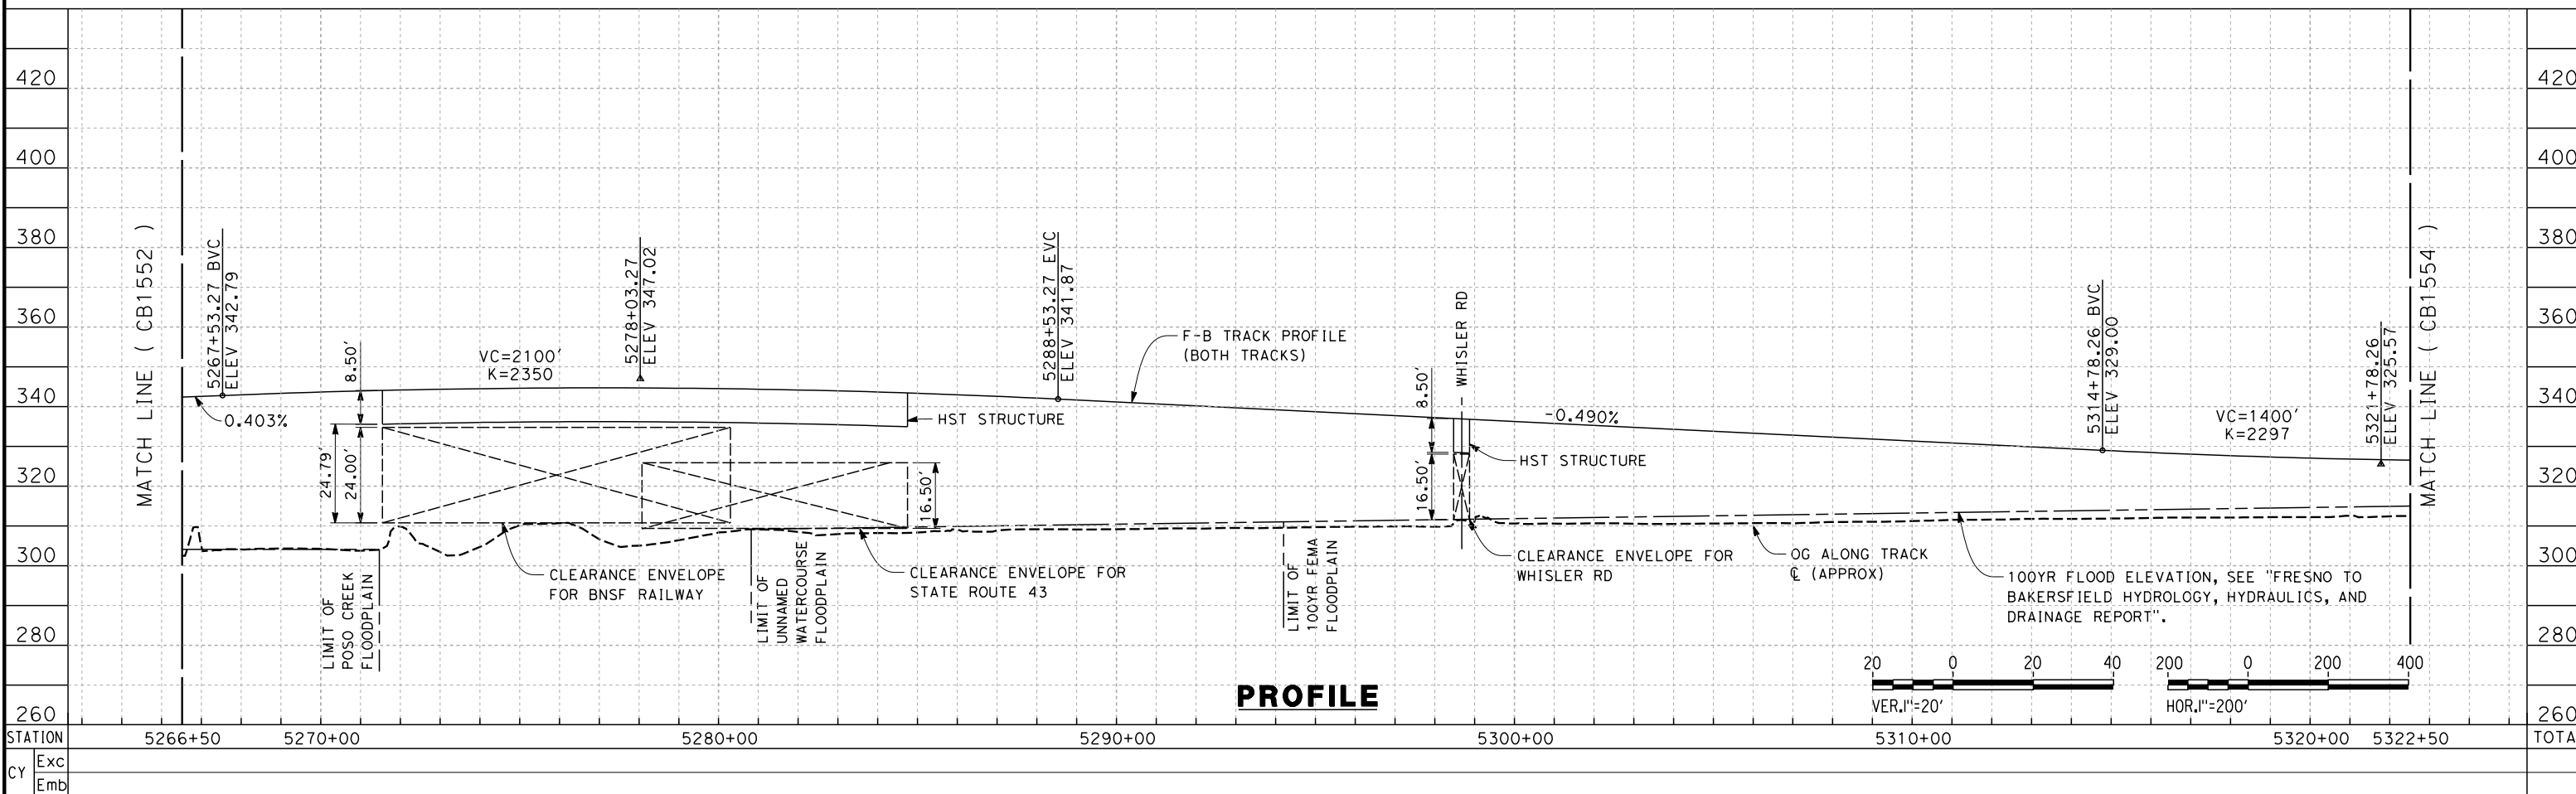 420
400
380
360
340
320
300
280
260
420
400
380
360
340
320
300
280
260
MATCH LINE ( CB1552 )
5267+53.27 BVC
ELEV 342.79
0.403%
8.50'
24.79'
24.00'
VC=2100'
K=2350
5278+03.27
ELEV 347.02
HST STRUCTURE
16.50'
5288+53.27 EVC
ELEV 341.87
F-B TRACK PROFILE
(BOTH TRACKS)
WHISLER RD
8.50'
16.50'
-0.490%
HST STRUCTURE
5314+78.26 BVC
ELEV 329.00
VC=1400'
K=2297
5321+78.26
ELEV 325.57
MATCH LINE ( CB1554 )
LIMIT OF
POSO CREEK
FLOODPLAIN
CLEARANCE ENVELOPE
FOR BNSF RAILWAY
LIMIT OF
UNNAMED
WATERCOURSE
FLOODPLAIN
CLEARANCE ENVELOPE FOR
STATE ROUTE 43
LIMIT OF
100YR FEMA
FLOODPLAIN
CLEARANCE ENVELOPE FOR
WHISLER RD
OG ALONG TRACK
℄ (APPROX)
100YR FLOOD ELEVATION, SEE "FRESNO TO
BAKERSFIELD HYDROLOGY, HYDRAULICS, AND
DRAINAGE REPORT".
20 0 20 40
VER.1"=20'
200 0 200 400
HOR.1"=200'
PROFILE
STATION 5266+50 5270+00 5280+00 5290+00 5300+00 5310+00 5320+00 5322+50 TOTA
CY
Exc
Emb